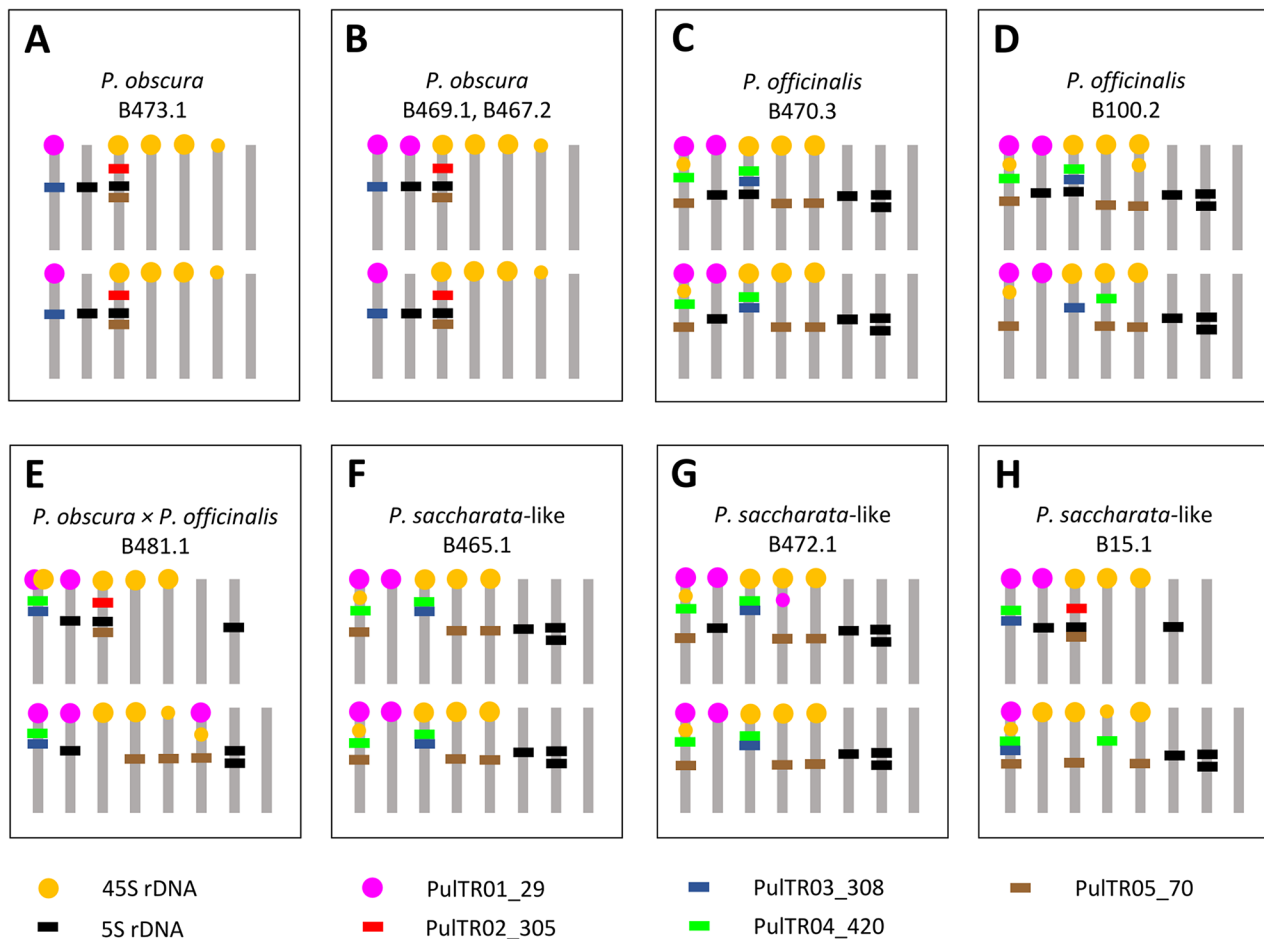 A
P. obscura
B473.1
B
P. obscura
B469.1, B467.2
C
P. officinalis
B470.3
D
P. officinalis
B100.2
E
P. obscura × P. officinalis
B481.1
F
P. saccharata-like
B465.1
G
P. saccharata-like
B472.1
H
P. saccharata-like
B15.1
45S rDNA
PulTR01_29
PulTR03_308
PulTR05_70
5S rDNA
PulTR02_305
PulTR04_420